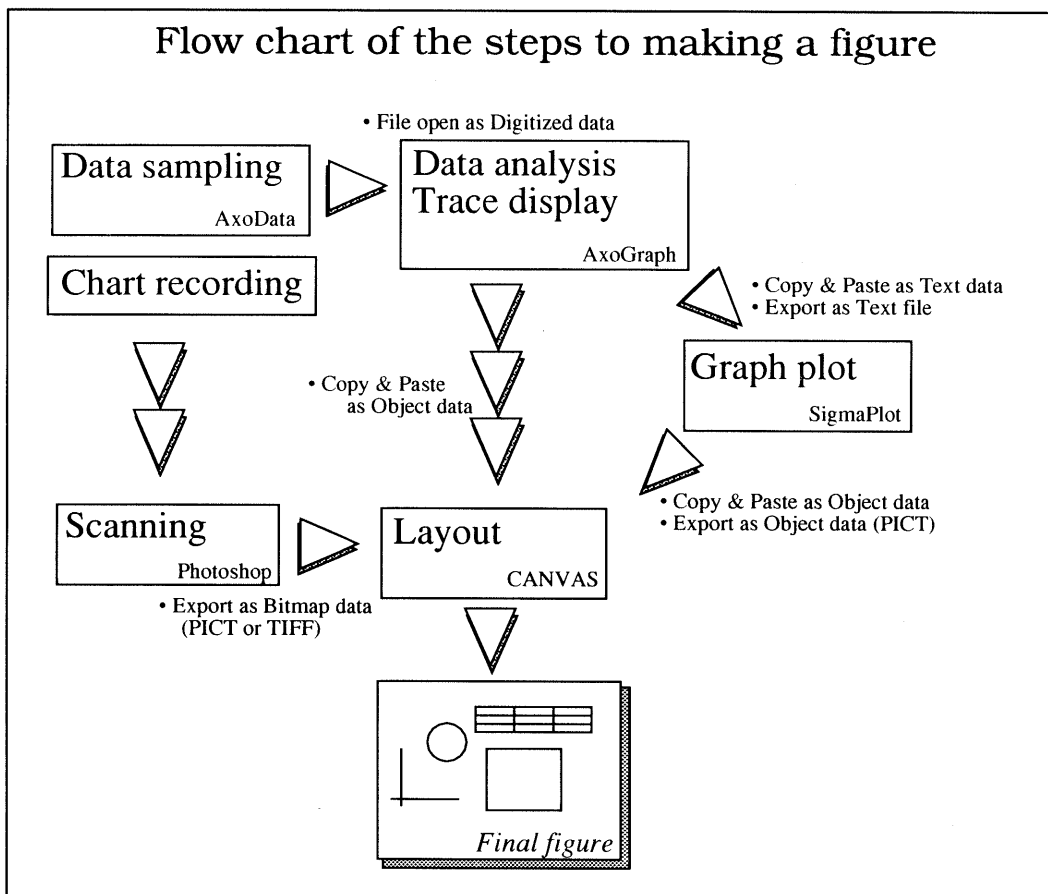 Flow chart of the steps to making a figure
• File open as Digitized data
Data sampling
AxoData
Data analysis
Trace display
AxoGraph
Chart recording
• Copy & Paste as Text data
• Export as Text file
• Copy & Paste
as Object data
Graph plot
SigmaPlot
• Copy & Paste as Object data
• Export as Object data (PICT)
Scanning
Photoshop
• Export as Bitmap data
(PICT or TIFF)
Layout
CANVAS
Final figure